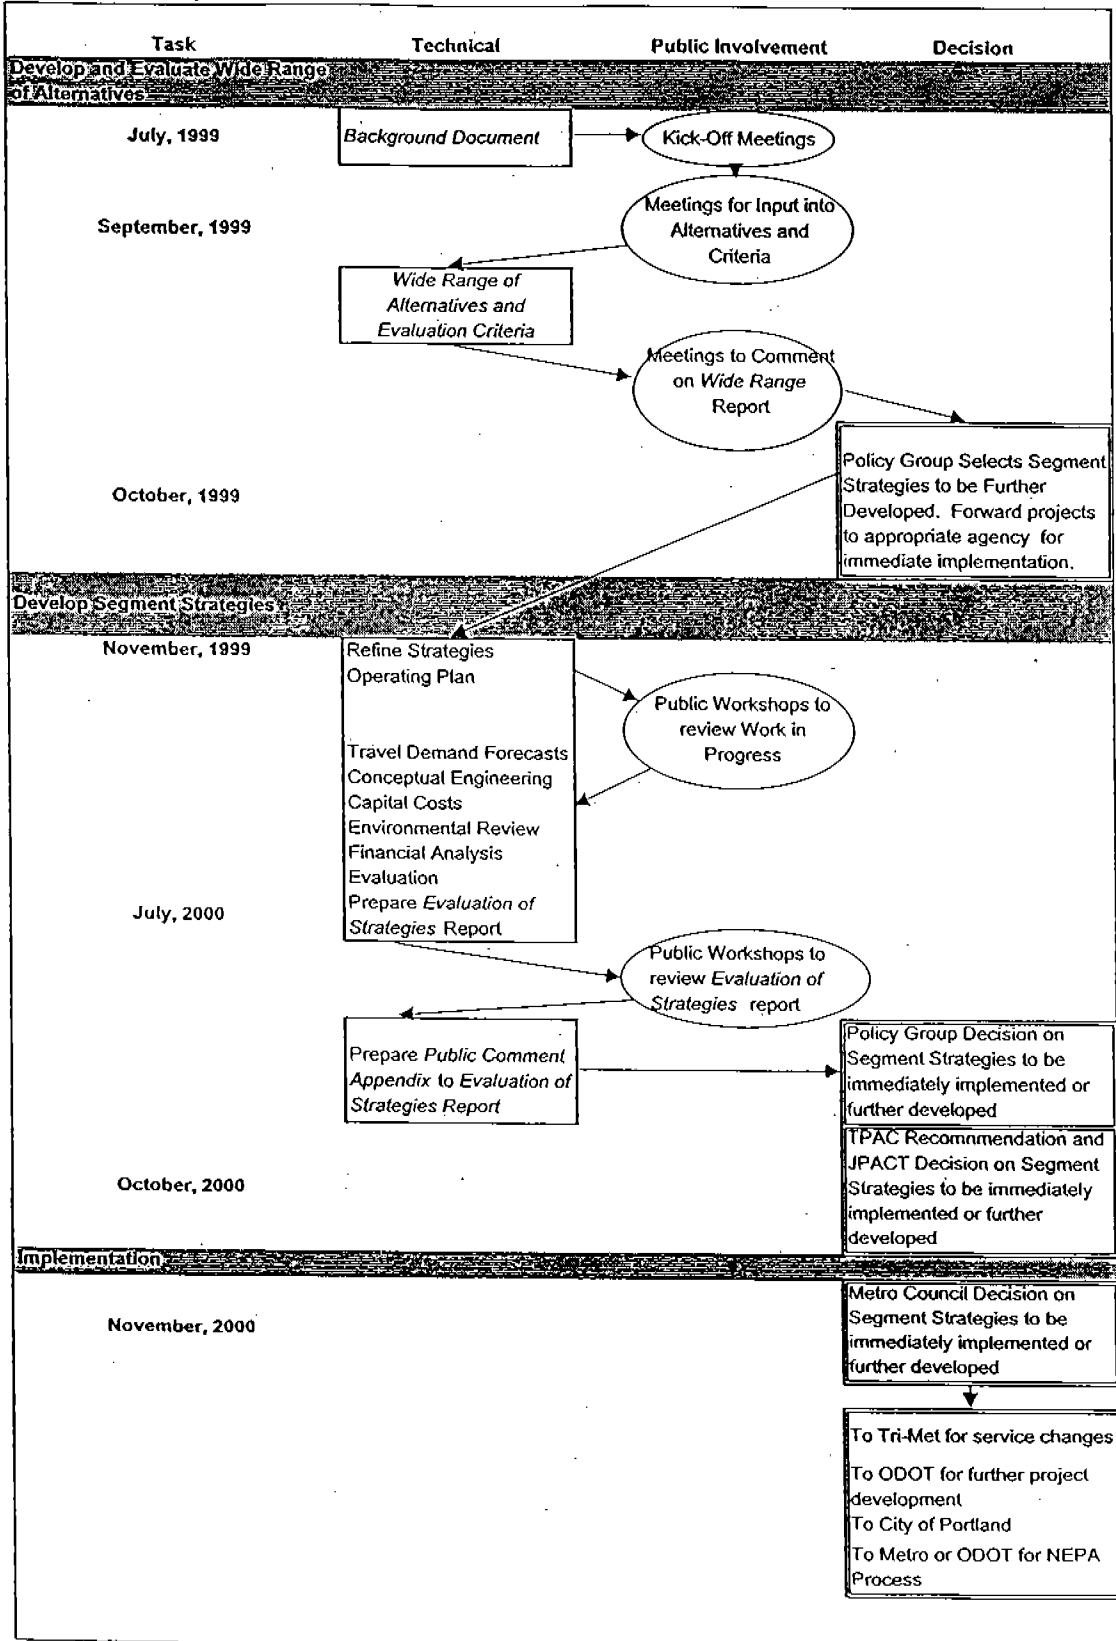 Task Technical Public Involvement Decision
Develop and Evaluate Wide Range
of Alternatives
July, 1999
Background Document
Kick-Off Meetings
September, 1999
Meetings for Input into
Alternatives and
Criteria
Wide Range of
Alternatives and
Evaluation Criteria
Meetings to Comment
on Wide Range
Report
October, 1999
Policy Group Selects Segment
Strategies to be Further
Developed. Forward projects
to appropriate agency for
immediate implementation.
Develop Segment Strategies
November, 1999
Refine Strategies
Operating Plan
Public Workshops to
review Work in
Progress
Travel Demand Forecasts
Conceptual Engineering
Capital Costs
Environmental Review
Financial Analysis
Evaluation
Prepare Evaluation of
Strategies Report
July, 2000
Public Workshops to
review Evaluation of
Strategies report
Prepare Public Comment
Appendix to Evaluation of
Strategies Report
Policy Group Decision on
Segment Strategies to be
immediately implemented or
further developed
TPAC Recommmendation and
JPACT Decision on Segment
Strategies to be immediately
implemented or further
developed
October, 2000
Implementation
November, 2000
Metro Council Decision on
Segment Strategies to be
immediately implemented or
further developed
To Tri-Met for service changes
To ODOT for further project
development
To City of Portland
To Metro or ODOT for NEPA
Process